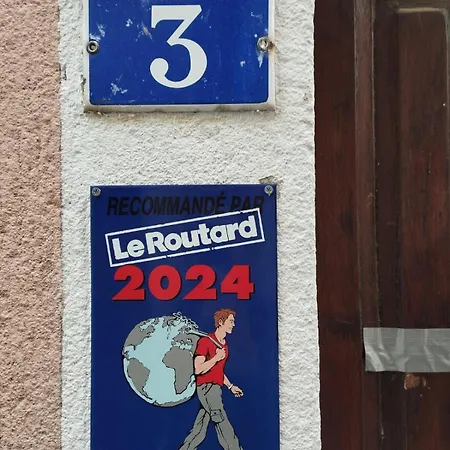 3
RECOMMANDÉ PAR
Le Routard
2024